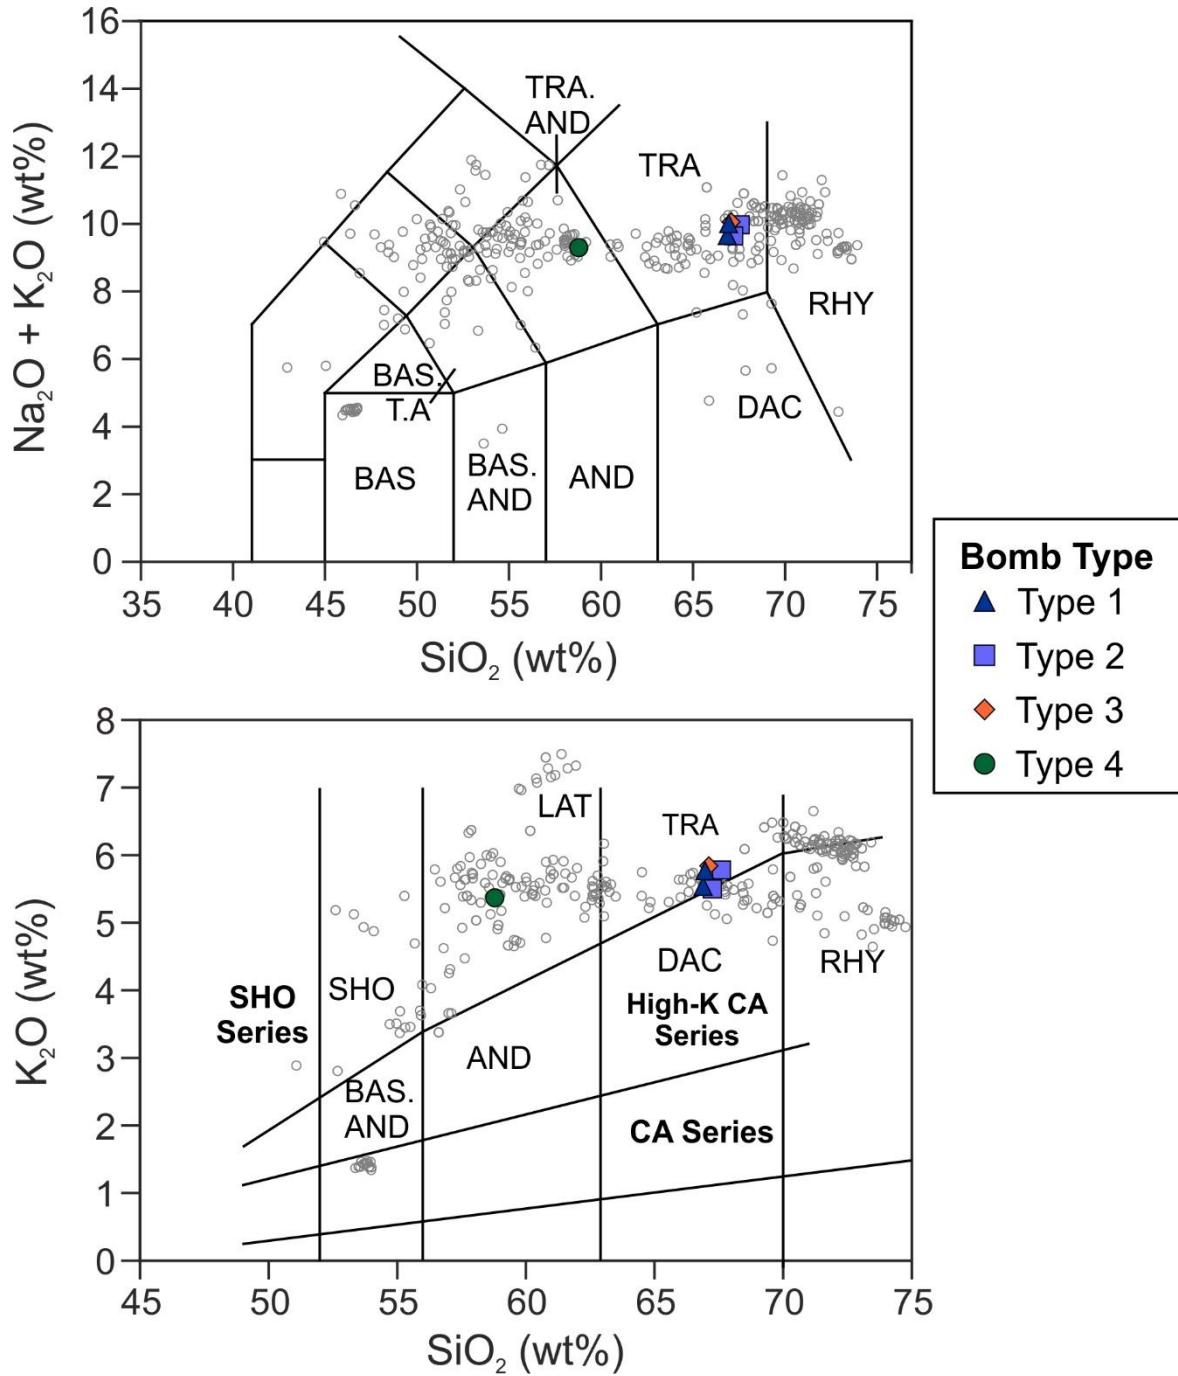 16
14
12
10
8
6
4
2
0
Na₂O + K₂O (wt%)
TRA.
AND
TRA
RHY
BAS.
T.A
DAC
BAS
BAS.
AND
AND
35 40 45 50 55 60 65 70 75
SiO₂ (wt%)
Bomb Type
Type 1
Type 2
Type 3
Type 4
8
7
6
5
4
3
2
1
0
K₂O (wt%)
LAT
TRA
SHO
Series
SHO
DAC
RHY
High-K CA
Series
AND
BAS.
AND
CA Series
45 50 55 60 65 70 75
SiO₂ (wt%)